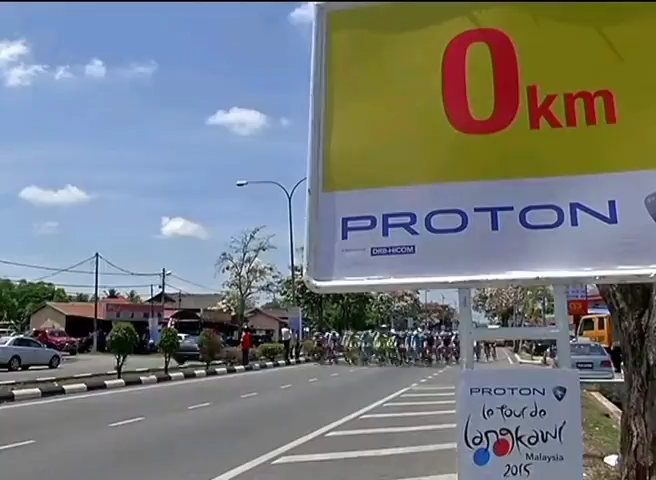 0km
PROTON
DRB-HICOM
PROTON
le Tour de
Langkawi
Malaysia
2015